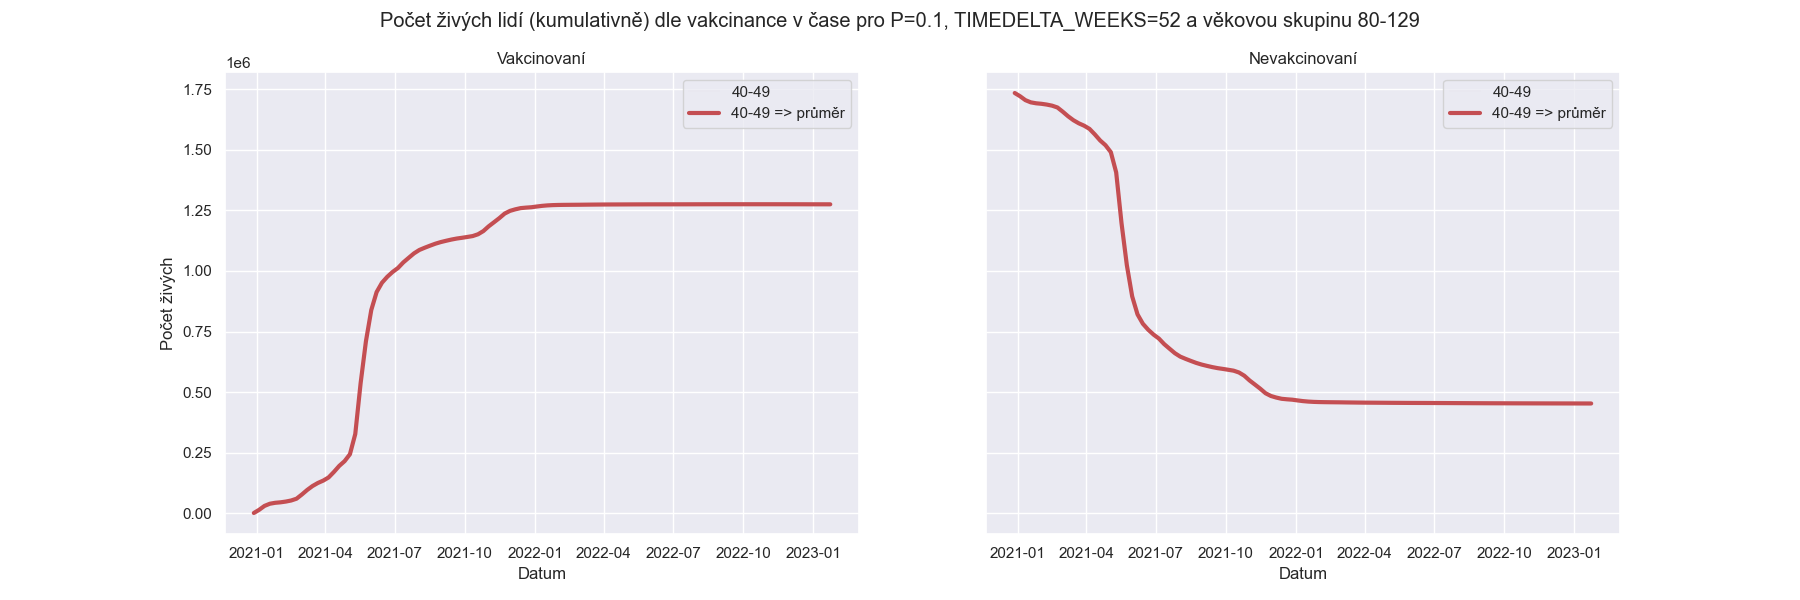 Počet živých lidí (kumulativně) dle vakcinance v čase pro P=0.1, TIMEDELTA_WEEKS=52 a věkovou skupinu 80-129
Vakcinovaní
1e6
40-49
40-49 => průměr
1.75
1.50
1.25
1.00
0.75
0.50
0.25
0.00
Počet živých
2021-01 2021-04 2021-07 2021-10 2022-01 2022-04 2022-07 2022-10 2023-01
Datum
Nevakcinovaní
40-49
40-49 => průměr
2021-01 2021-04 2021-07 2021-10 2022-01 2022-04 2022-07 2022-10 2023-01
Datum